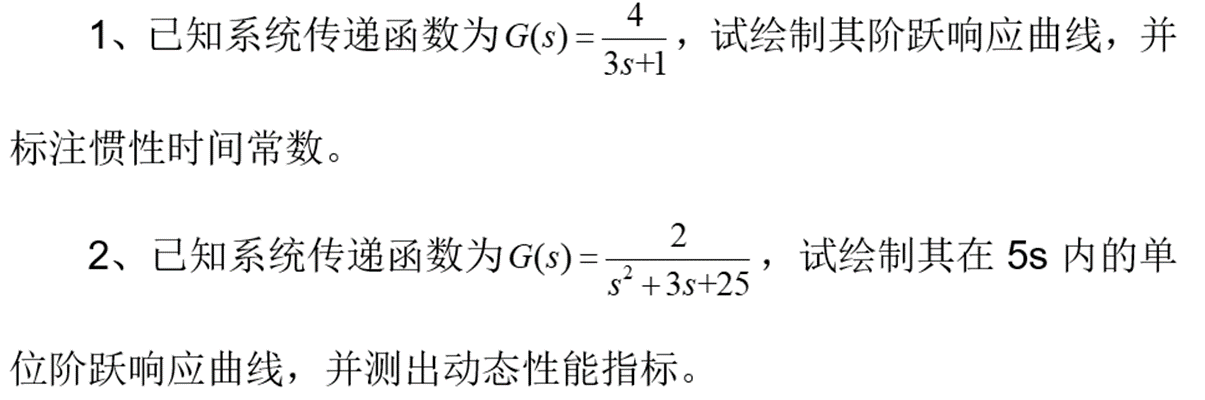 1、已知系统传递函数为G(s)=4/(3s+1)，试绘制其阶跃响应曲线，并
标注惯性时间常数。
2、已知系统传递函数为G(s)=2/(s²+3s+25)，试绘制其在 5s 内的单
位阶跃响应曲线，并测出动态性能指标。